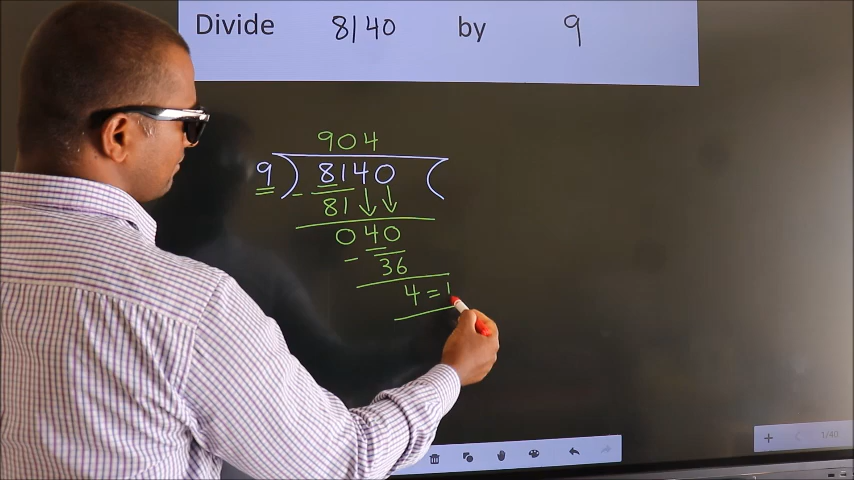 Divide 8140 by 9
904
9) 8140 (
- 81↓↓
040
- 36
4 = 1
1/40